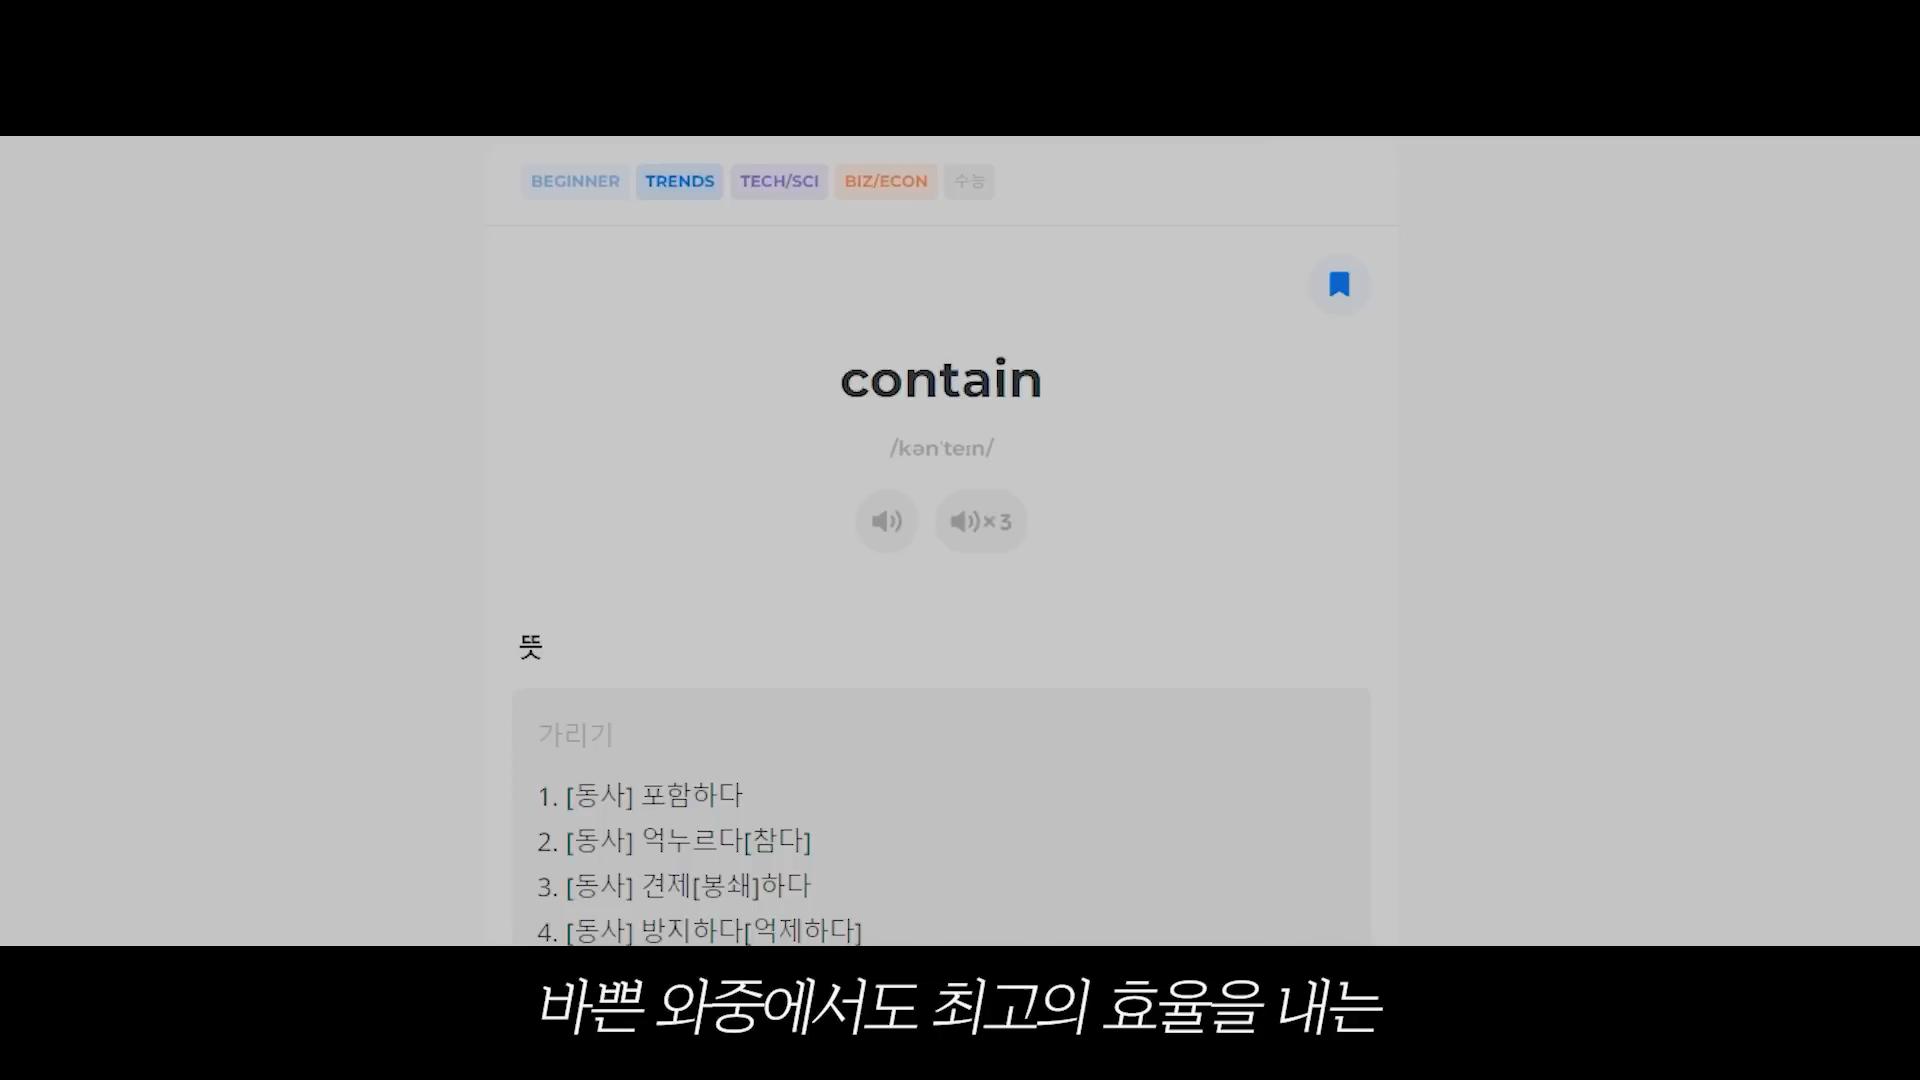 BEGINNER TRENDS TECH/SCI BIZ/ECON 수능
contain
/kənˈteɪn/
×3
뜻
가리기
1. [동사] 포함하다
2. [동사] 억누르다[참다]
3. [동사] 견제[봉쇄]하다
4. [동사] 방지하다[억제하다]
바쁜 와중에서도 최고의 효율을 내는